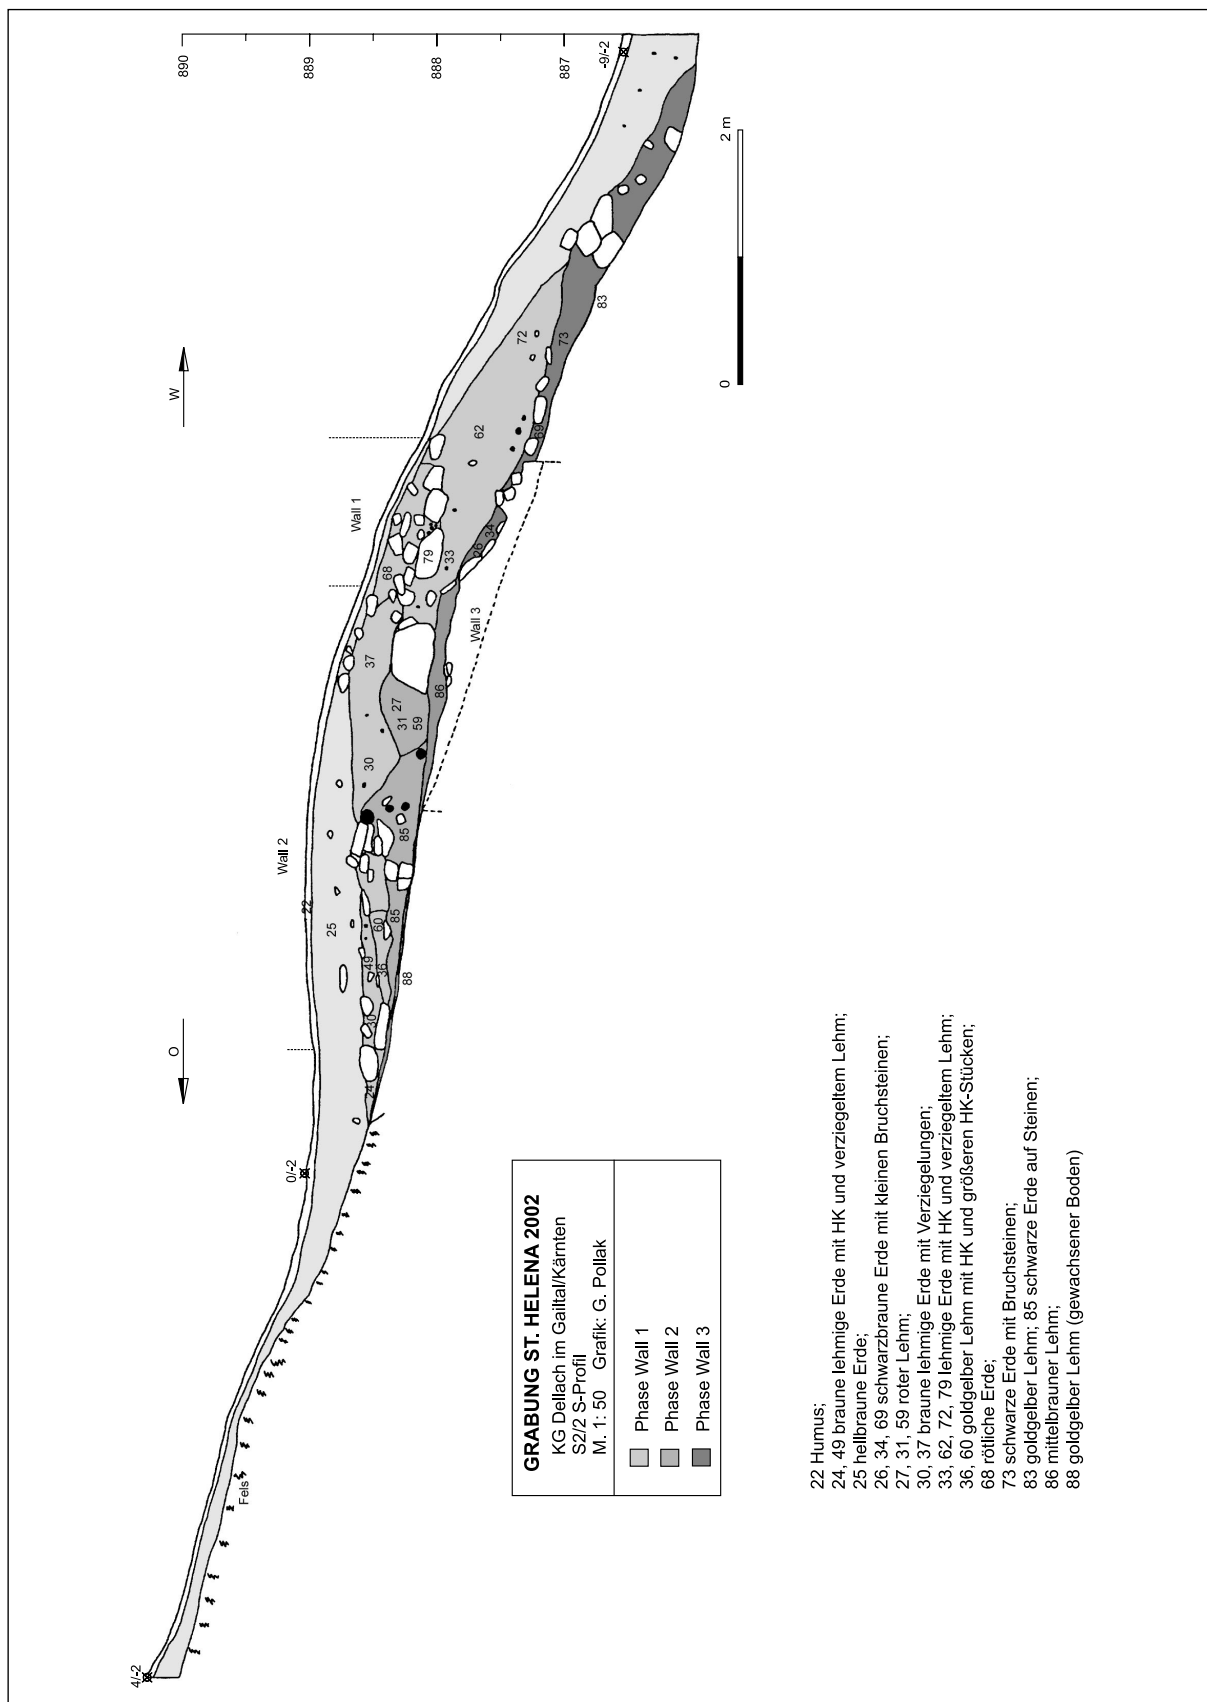 890
889
888
887
4/-2
0/-2
-9/-2
O
W
Wall 2
Wall 1
Wall 3
Fels
22
25
24
30
49
36
60
85
88
85
30
37
31
27
59
86
68
79
33
26
34
62
69
72
73
83
0
2 m
GRABUNG ST. HELENA 2002
KG Dellach im Gailtal/Kärnten
S2/2 S-Profil
M. 1: 50 Grafik: G. Pollak
Phase Wall 1
Phase Wall 2
Phase Wall 3
22 Humus;
24, 49 braune lehmige Erde mit HK und verziegeltem Lehm;
25 hellbraune Erde;
26, 34, 69 schwarzbraune Erde mit kleinen Bruchsteinen;
27, 31, 59 roter Lehm;
30, 37 braune lehmige Erde mit Verziegelungen;
33, 62, 72, 79 lehmige Erde mit HK und verziegeltem Lehm;
36, 60 goldgelber Lehm mit HK und größeren HK-Stücken;
68 rötliche Erde;
73 schwarze Erde mit Bruchsteinen;
83 goldgelber Lehm; 85 schwarze Erde auf Steinen;
86 mittelbrauner Lehm;
88 goldgelber Lehm (gewachsener Boden)